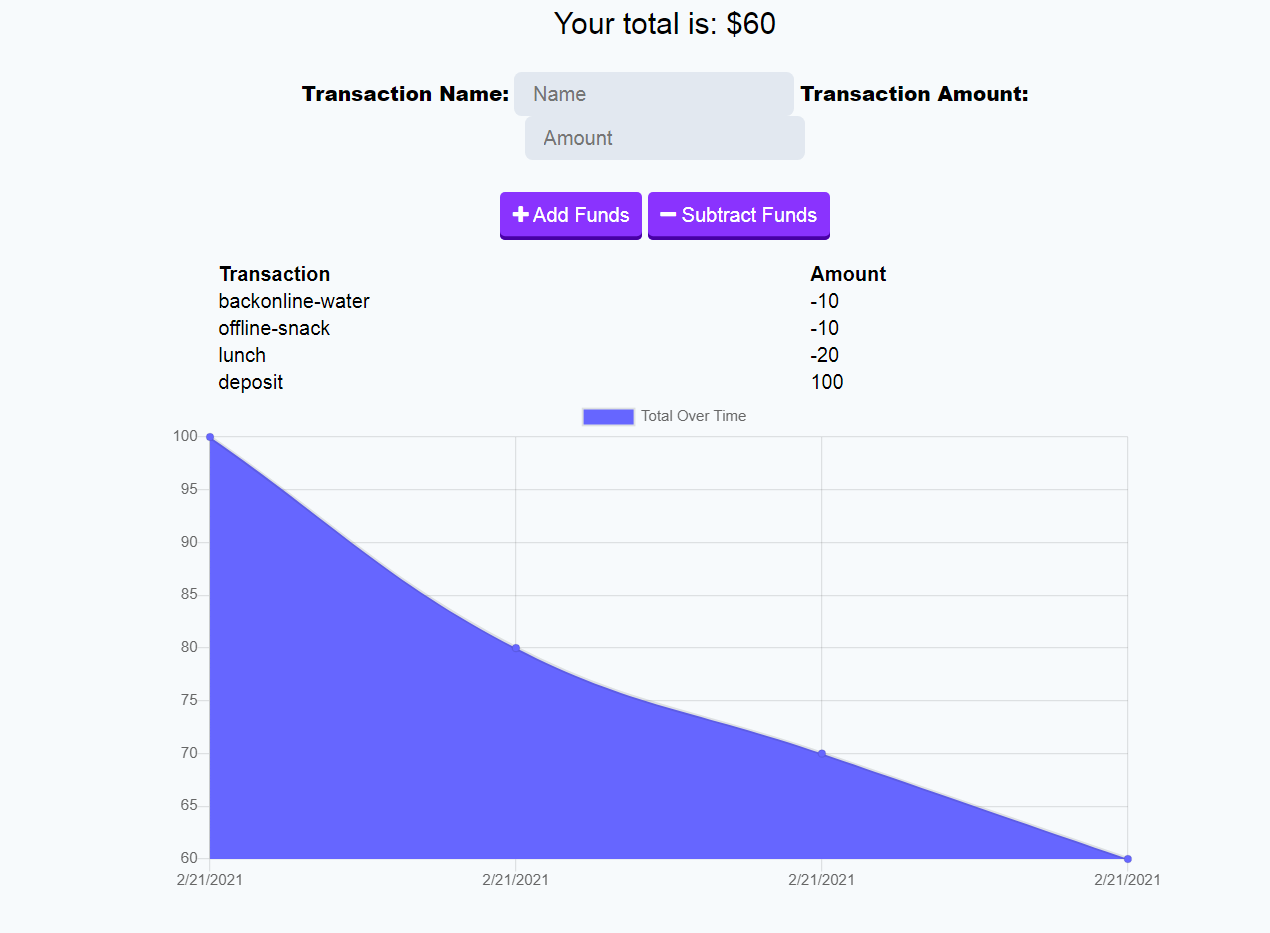 Your total is: $60
Transaction Name: Name Transaction Amount:
Amount
Add Funds Subtract Funds
Transaction Amount
backonline-water -10
offline-snack -10
lunch -20
deposit 100
Total Over Time
100
95
90
85
80
75
70
65
60
2/21/2021 2/21/2021 2/21/2021 2/21/2021